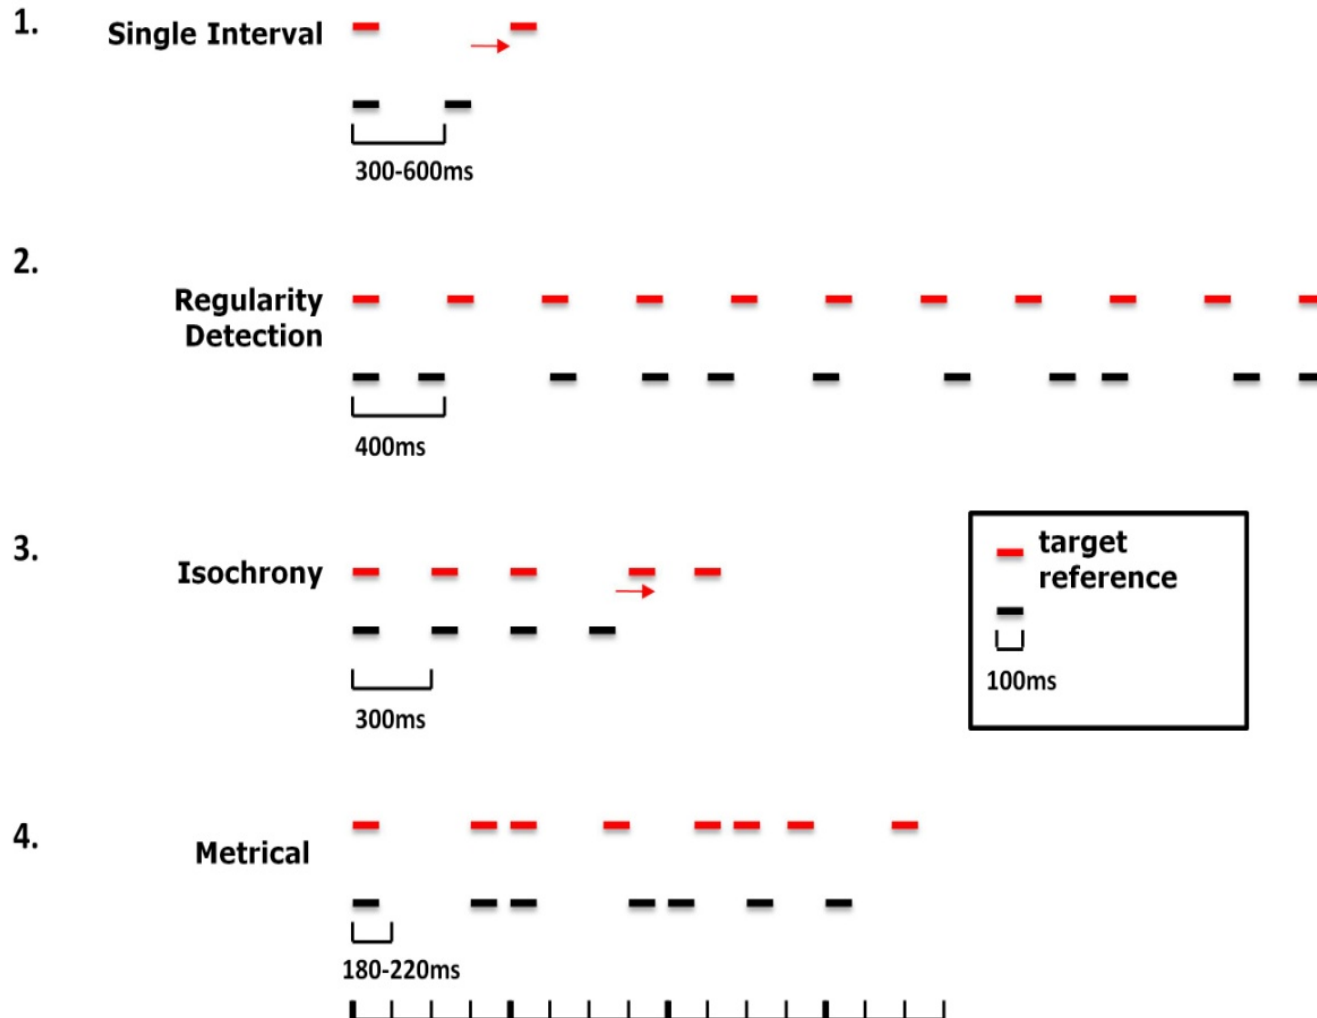 1.
Single Interval
300-600ms
2.
Regularity
Detection
400ms
3.
Isochrony
300ms
target
reference
100ms
4.
Metrical
180-220ms